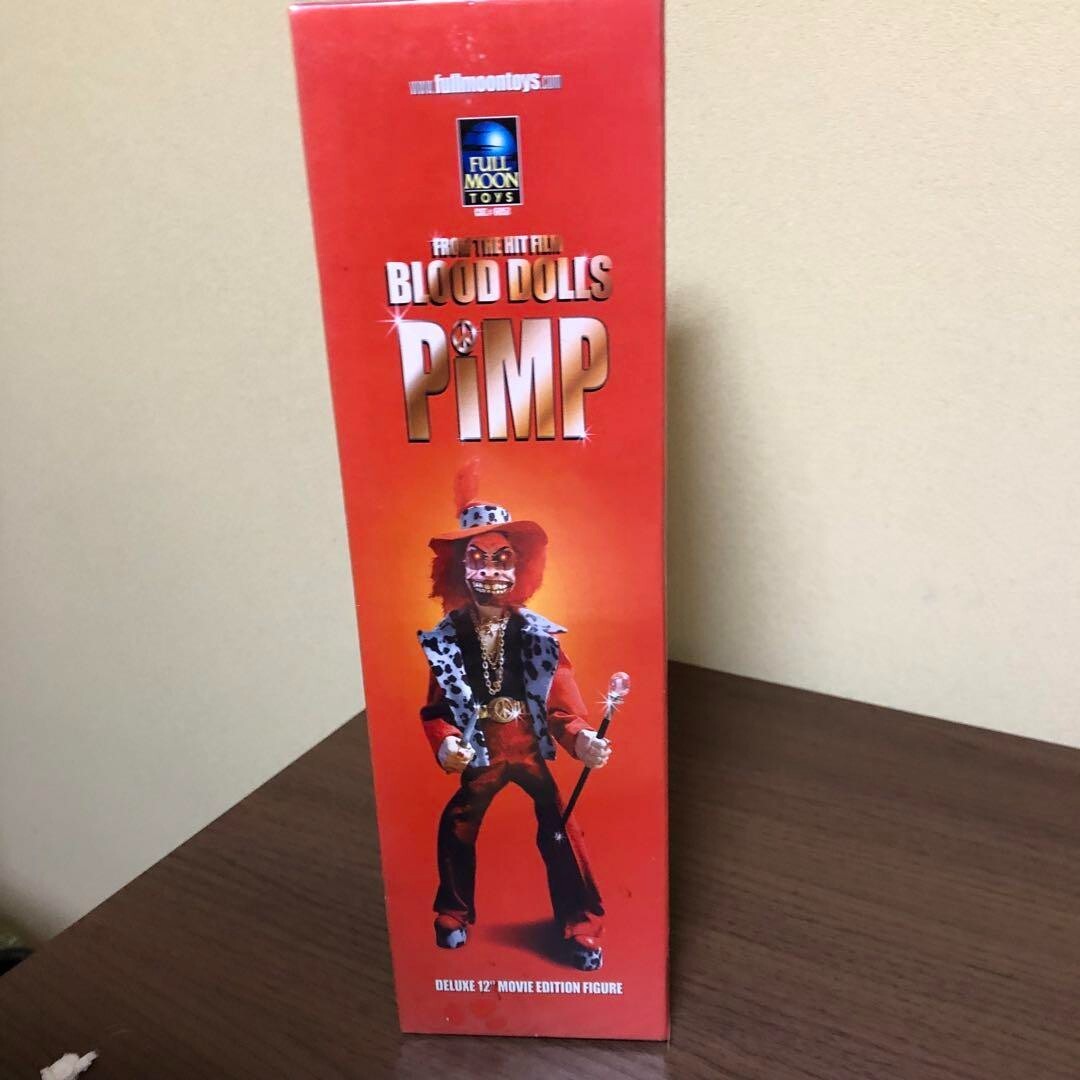 www.fullmoontoys.com
FULL
MOON
TOYS
FROM THE HIT FILM
BLOOD DOLLS
PiMP
DELUXE 12" MOVIE EDITION FIGURE